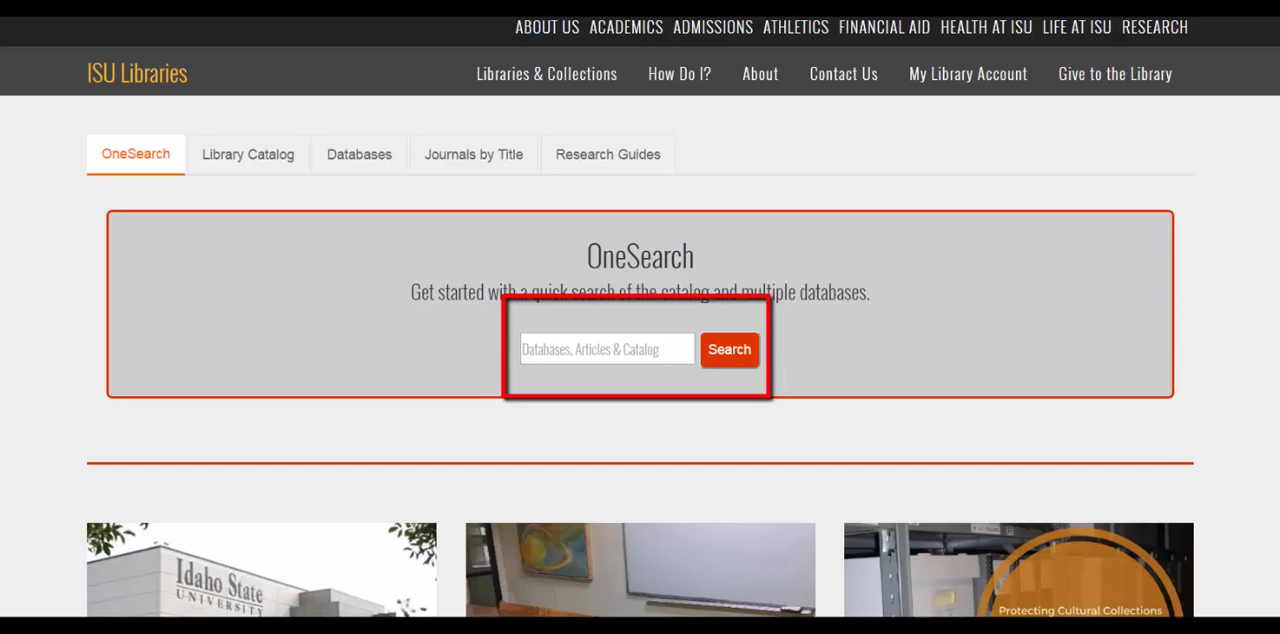 ABOUT US ACADEMICS ADMISSIONS ATHLETICS FINANCIAL AID HEALTH AT ISU LIFE AT ISU RESEARCH
ISU Libraries Libraries & Collections How Do I? About Contact Us My Library Account Give to the Library
OneSearch Library Catalog Databases Journals by Title Research Guides
OneSearch
Get started with a quick search of the catalog and multiple databases.
Databases, Articles & Catalog Search
Idaho State
UNIVERSITY
Protecting Cultural Collections